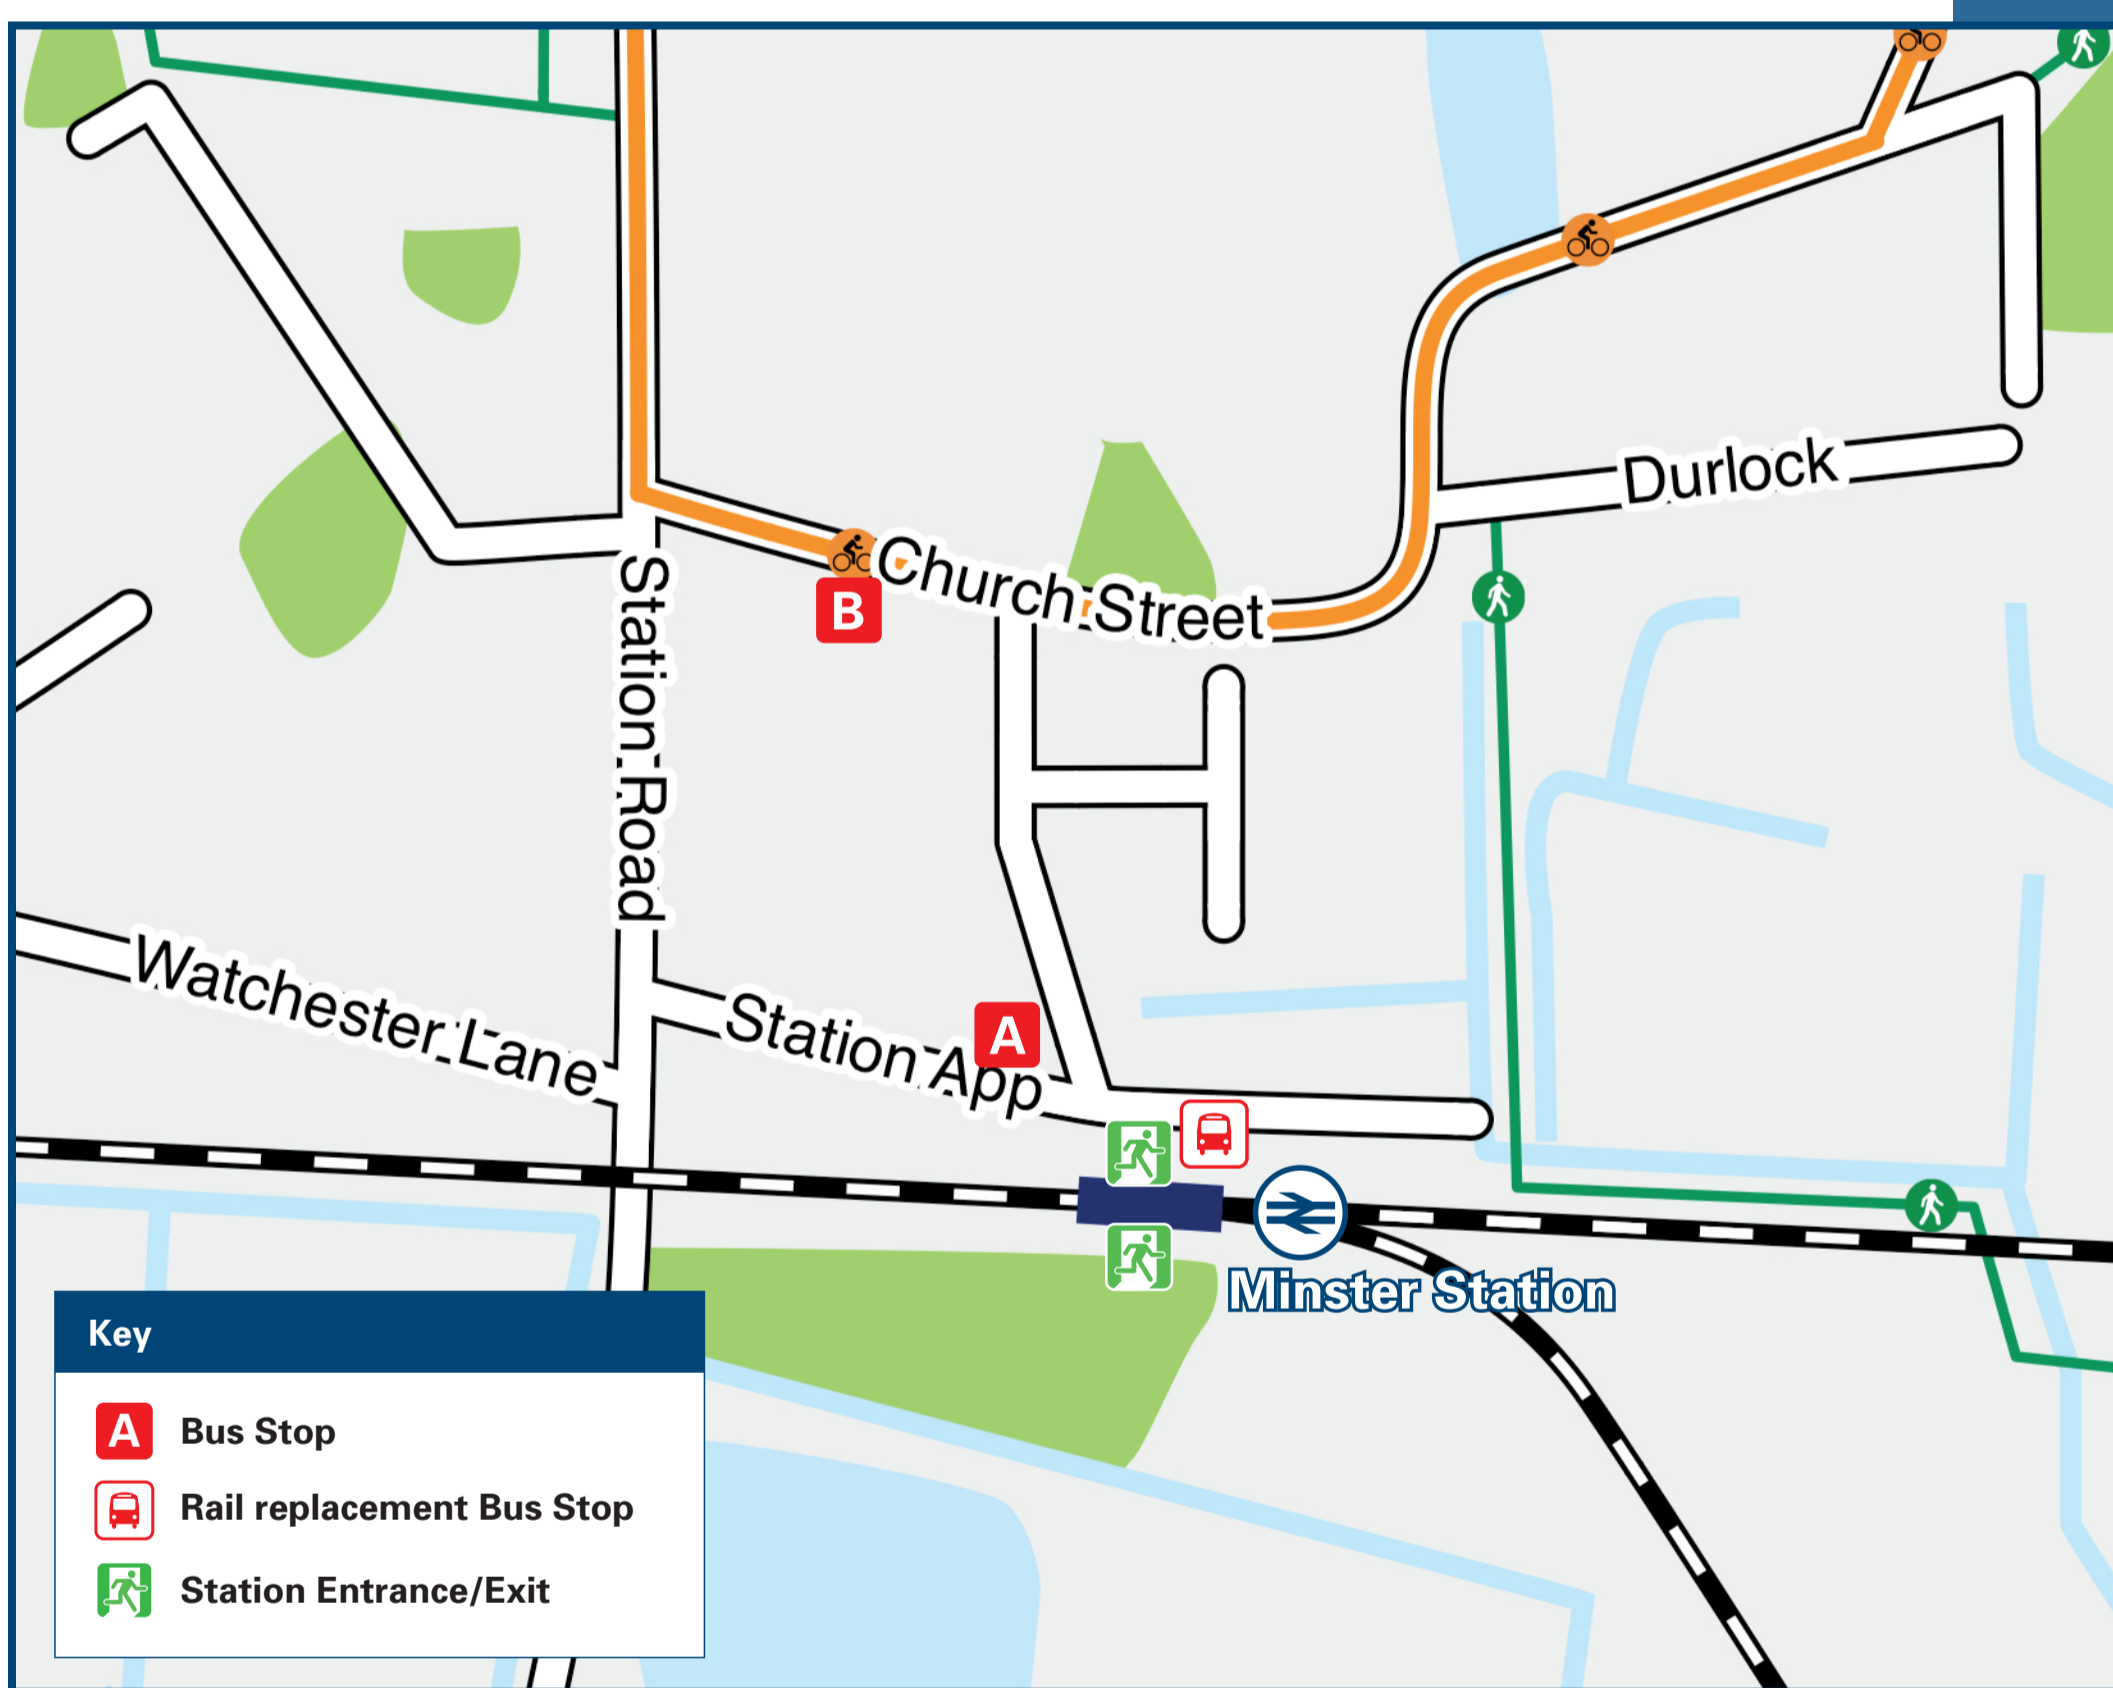 Durlock
Church Street
B
Station Road
Watchester Lane
Station App
A
Minster Station
Key
A Bus Stop
Rail replacement Bus Stop
Station Entrance/Exit